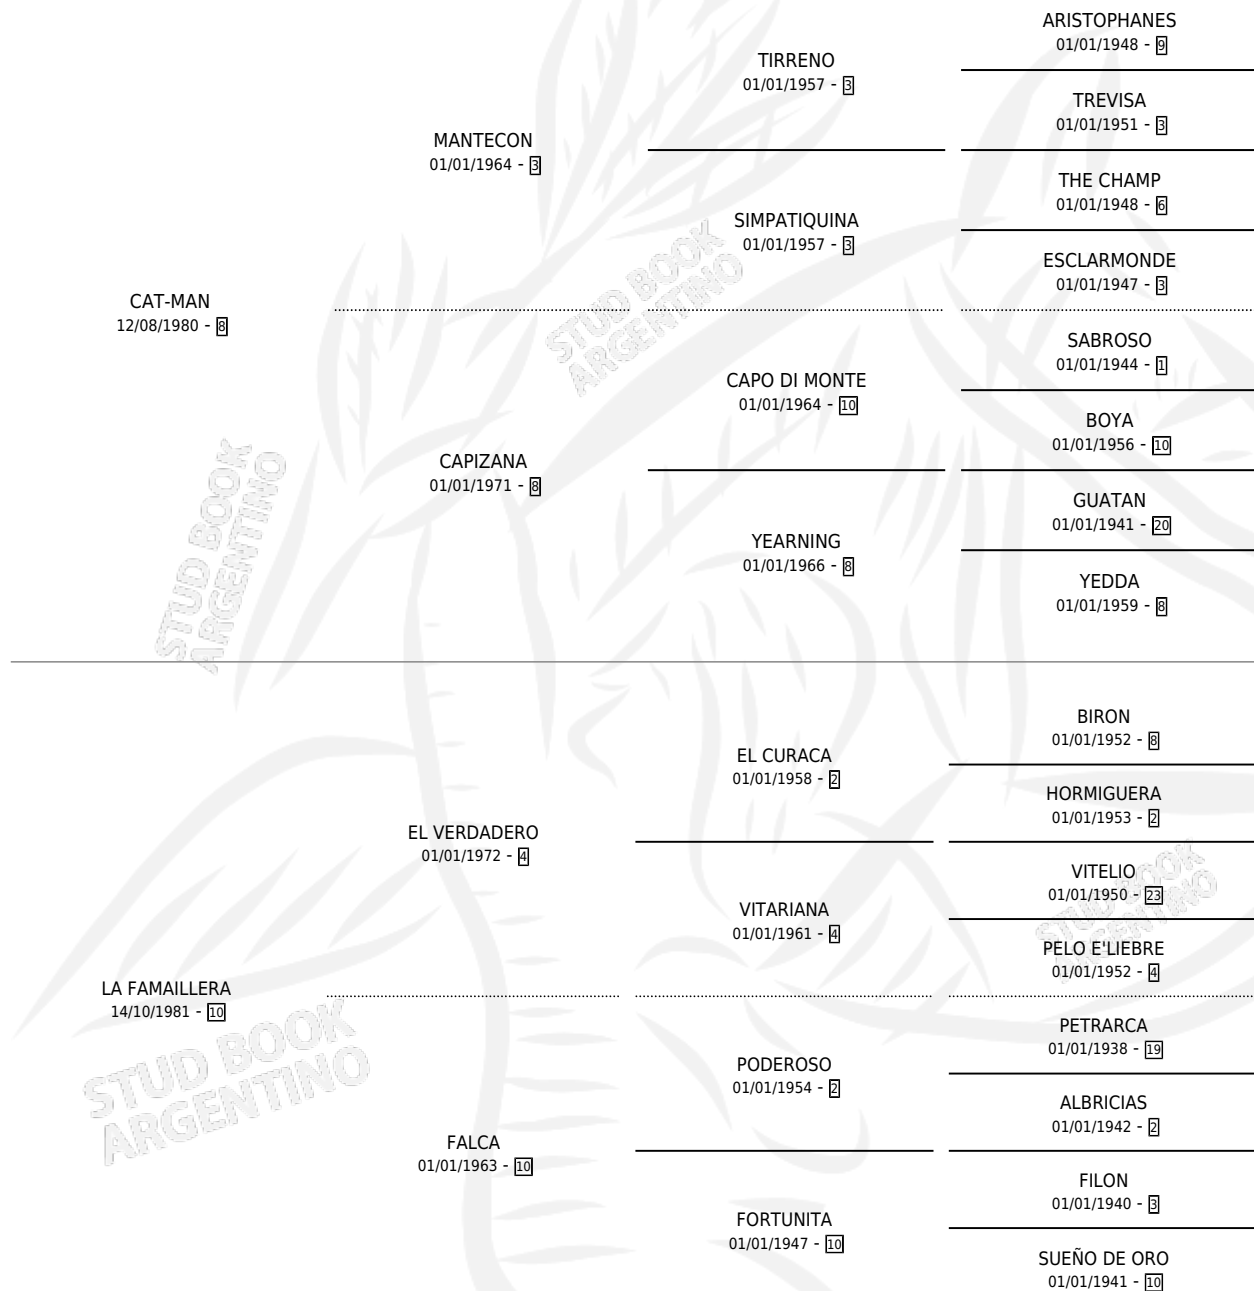 ARISTOPHANES
01/01/1948 - 9
TIRRENO
01/01/1957 - 3
TREVISA
01/01/1951 - 3
MANTECON
01/01/1964 - 3
THE CHAMP
01/01/1948 - 6
SIMPATIQUINA
01/01/1957 - 3
ESCLARMONDE
01/01/1947 - 3
CAT-MAN
12/08/1980 - 8
SABROSO
01/01/1944 - 1
CAPO DI MONTE
01/01/1964 - 10
BOYA
01/01/1956 - 10
CAPIZANA
01/01/1971 - 8
GUATAN
01/01/1941 - 20
YEARNING
01/01/1966 - 8
YEDDA
01/01/1959 - 8
BIRON
01/01/1952 - 8
EL CURACA
01/01/1958 - 2
HORMIGUERA
01/01/1953 - 2
EL VERDADERO
01/01/1972 - 4
VITELIO
01/01/1950 - 23
VITARIANA
01/01/1961 - 4
PELO E'LIEBRE
01/01/1952 - 4
LA FAMAILLERA
14/10/1981 - 10
PETRARCA
01/01/1938 - 19
PODEROSO
01/01/1954 - 2
ALBRICIAS
01/01/1942 - 2
FALCA
01/01/1963 - 10
FILON
01/01/1940 - 3
FORTUNITA
01/01/1947 - 10
SUEÑO DE ORO
01/01/1941 - 10
STUD BOOK
ARGENTINO
STUD BOOK
ARGENTINO
STUD BOOK
ARGENTINO
STUD BOOK
ARGENTINO